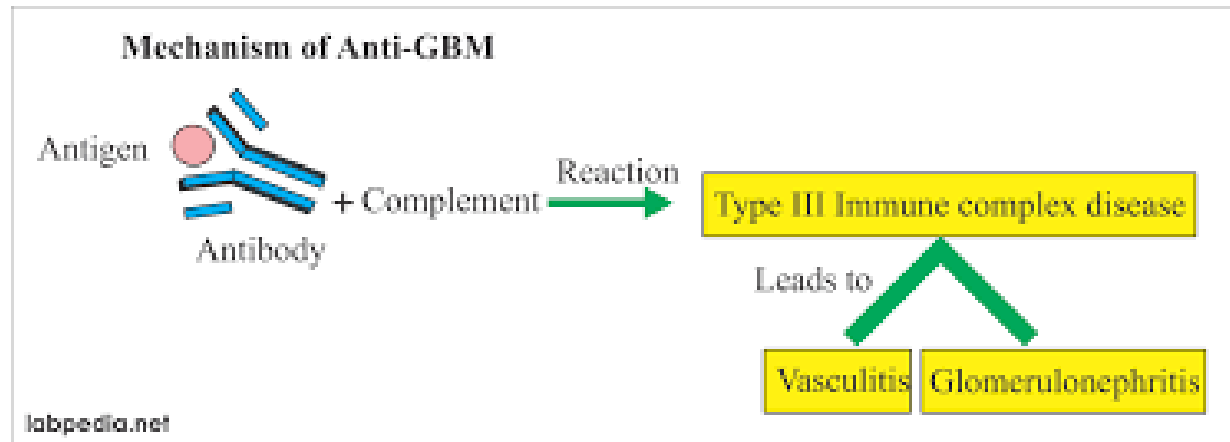 Mechanism of Anti-GBM
Antigen
Antibody
+ Complement
Reaction
Type III Immune complex disease
Leads to
Vasculitis
Glomerulonephritis
labpedia.net